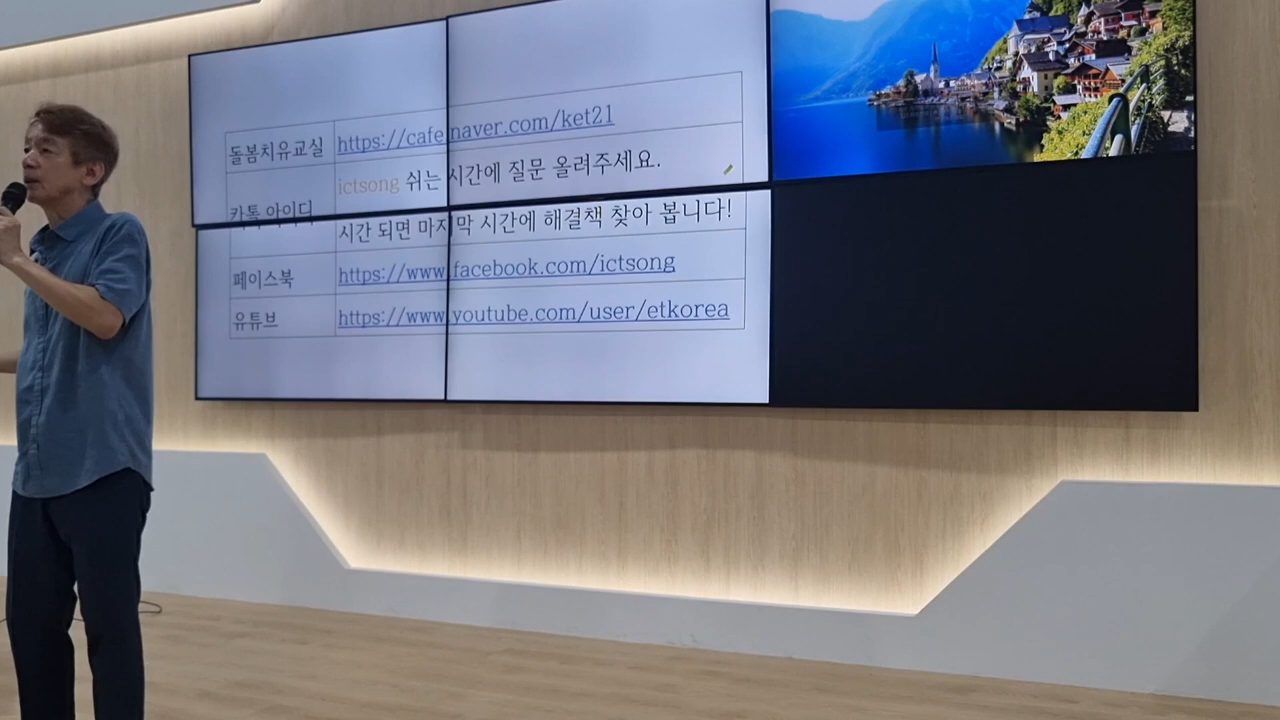 돌봄치유교실 https://cafe.naver.com/ket21
카톡 아이디 ictsong 쉬는 시간에 질문 올려주세요.
시간 되면 마지막 시간에 해결책 찾아 봅니다!
페이스북 https://www.facebook.com/ictsong
유튜브 https://www.youtube.com/user/etkorea